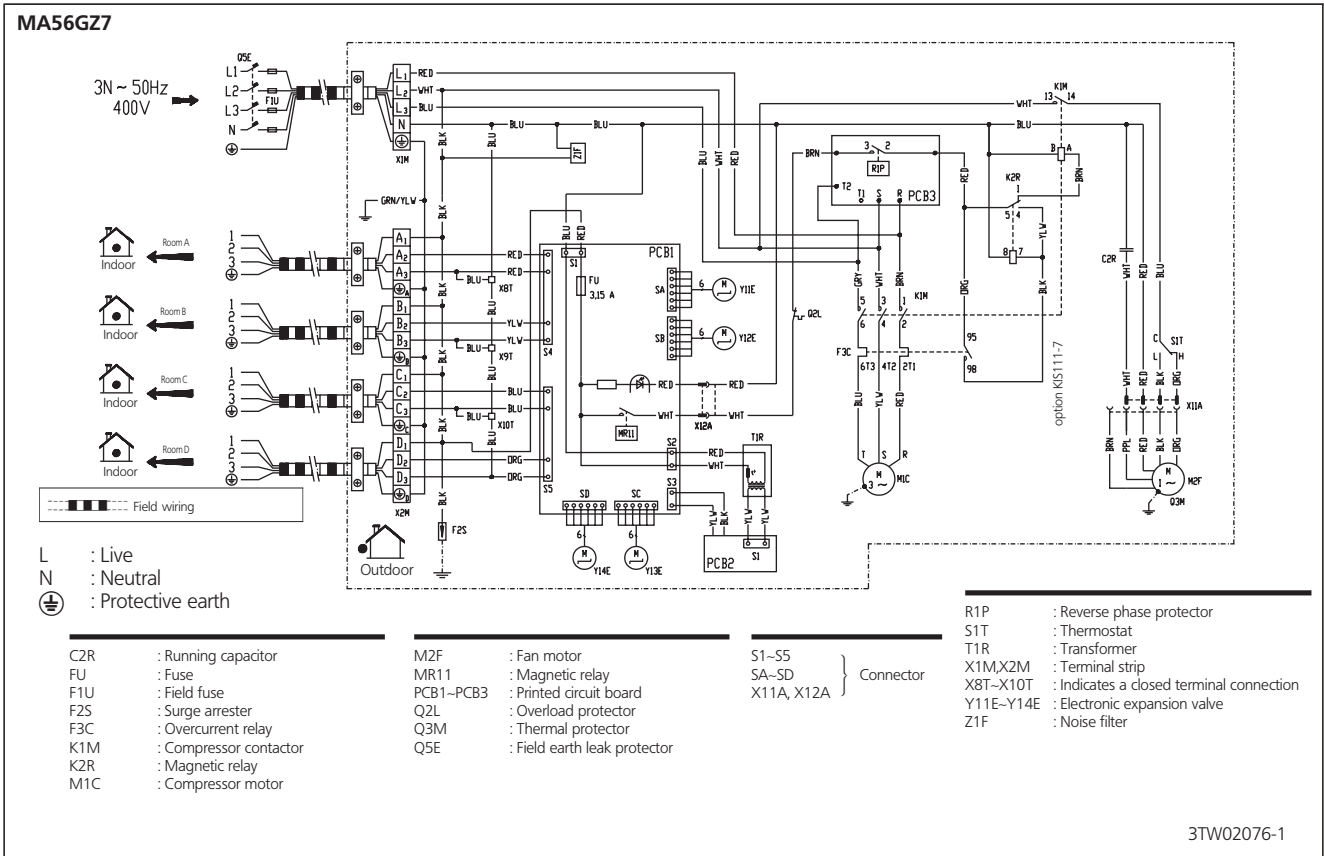 MA56GZ7
3N ~ 50Hz
400V
Q5E
L1
L2
L3
N
F1U
L1 RED
L2 WHT
L3 BLU
N
X1M
BLU
BLU
BLU
BLK
BLU
Z1F
GRN/YLW
BLK
Room A
Indoor
1
2
3
A1
A2 RED
A3 RED
A
BLU X8T
Room B
Indoor
1
2
3
B1
B2 YLW
B3 YLW
B
BLU X9T
S4
Room C
Indoor
1
2
3
C1
C2 BLU
C3 BLU
C
BLU X10T
Room D
Indoor
1
2
3
D1
D2 ORG
D3 ORG
D
X2M
S5
BLK
BLU
F2S
Outdoor
Field wiring
BLU
RED
S1
PCB1
FU
3,15 A
SA 6 M Y11E
SB 6 M Y12E
RED RED
WHT WHT
X12A
MR11
S2
RED
WHT
T1R
S3
YLW
BLK
YLW
YLW
S1
PCB2
SD
SC
6
6
M
Y14E
M
Y13E
BLU
WHT
RED
BRN
3 2
R1P
T2
T1 S R
PCB3
RED
Q2L
GRY
WHT
BRN
K1M
5 3 1
6 4 2
F3C
6T3 4T2 2T1
BLU
YLW
RED
T S R
M
3 ~
M1C
95
98
ORG
K2R
1
5 4
8 7
YLW
BLK
option KIS111-7
K1M
13 14
WHT
BLU
B A
BRN
C2R
WHT
RED
BLU
C S1T
L H
WHT
RED
BLK
ORG
X11A
BRN
PPL
RED
BLK
ORG
M
1 ~
M2F
Q3M
L : Live
N : Neutral
: Protective earth
C2R : Running capacitor
FU : Fuse
F1U : Field fuse
F2S : Surge arrester
F3C : Overcurrent relay
K1M : Compressor contactor
K2R : Magnetic relay
M1C : Compressor motor
M2F : Fan motor
MR11 : Magnetic relay
PCB1~PCB3 : Printed circuit board
Q2L : Overload protector
Q3M : Thermal protector
Q5E : Field earth leak protector
S1~S5
SA~SD Connector
X11A, X12A
R1P : Reverse phase protector
S1T : Thermostat
T1R : Transformer
X1M,X2M : Terminal strip
X8T~X10T : Indicates a closed terminal connection
Y11E~Y14E : Electronic expansion valve
Z1F : Noise filter
3TW02076-1